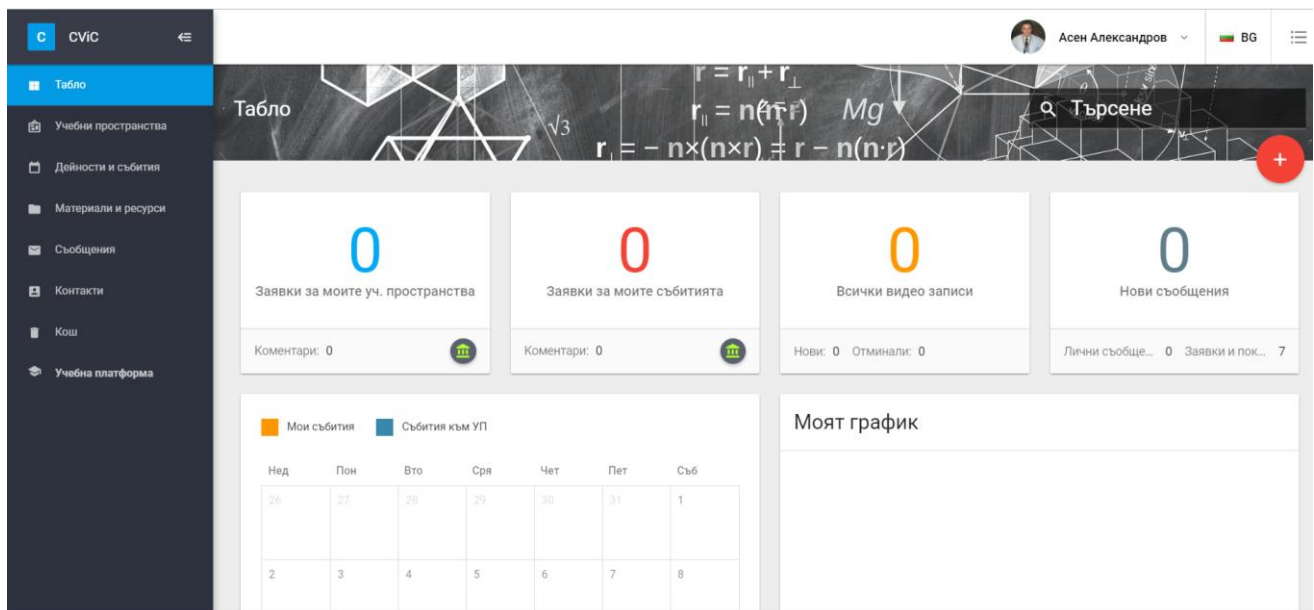 C CViC
Асен Александров
BG
Табло
Учебни пространства
Дейности и събития
Материали и ресурси
Съобщения
Контакти
Кош
Учебна платформа
Табло
Търсене
√3
Mg
0
Заявки за моите уч. пространства
Коментари: 0
0
Заявки за моите събитията
Коментари: 0
0
Всички видео записи
Нови: 0 Отминали: 0
0
Нови съобщения
Лични съобще... 0 Заявки и пок... 7
Мои събития Събития към УП
Нед Пон Вто Сря Чет Пет Съб
26 27 28 29 30 31 1
2 3 4 5 6 7 8
Моят график